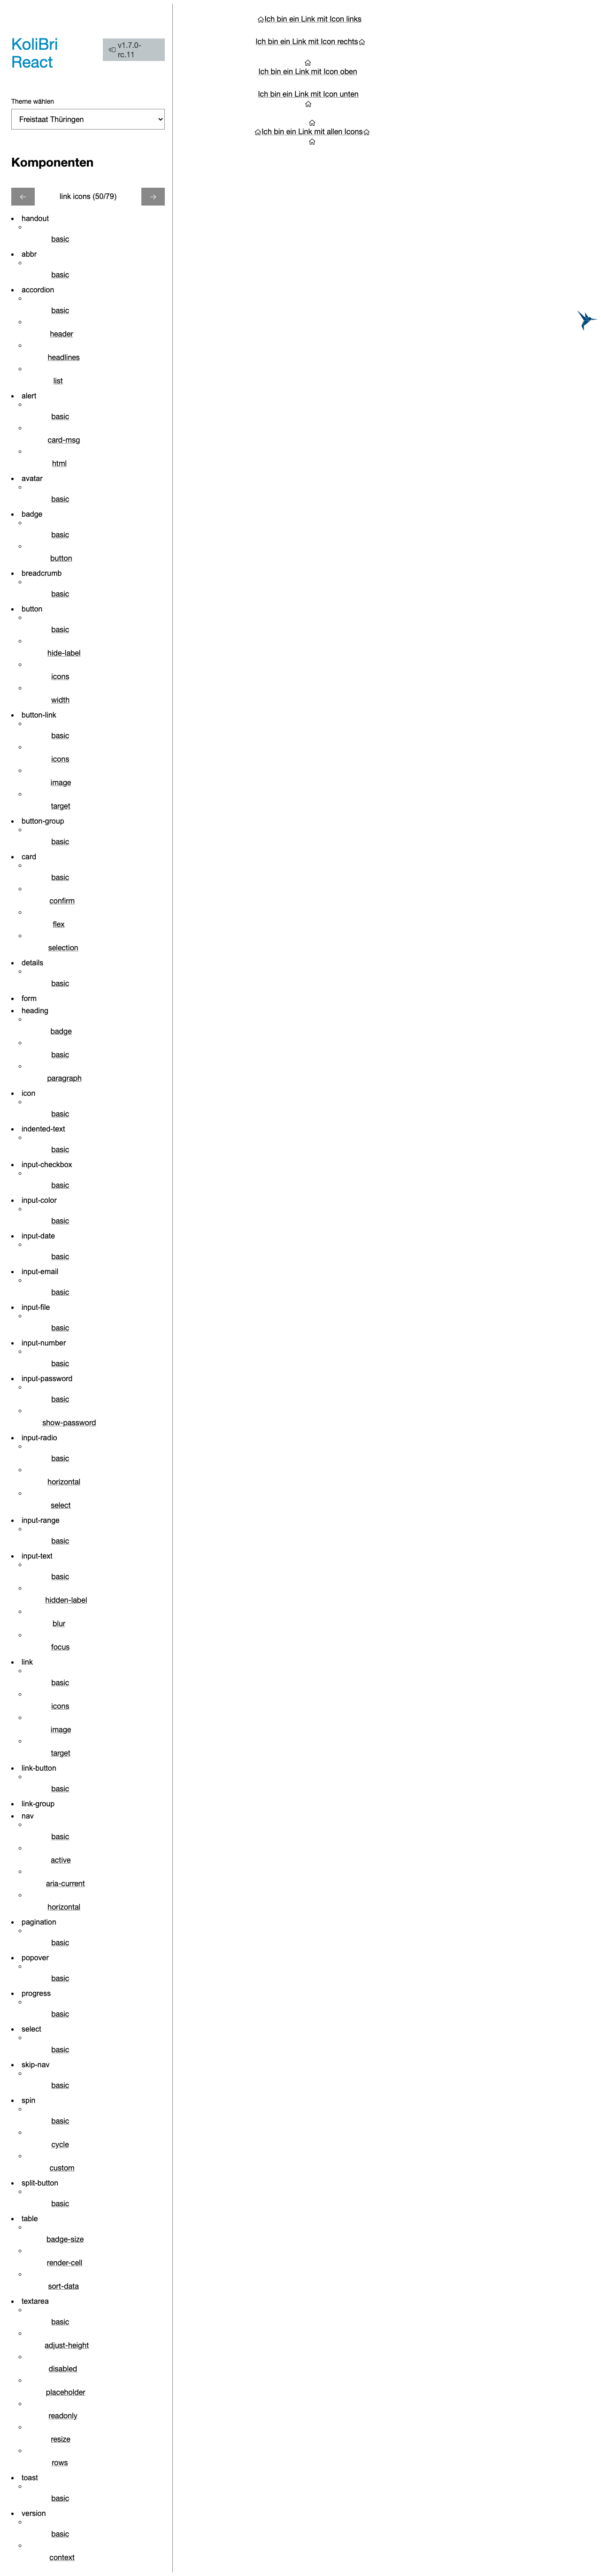 KoliBri
React
v1.7.0-
rc.11
Theme wählen
Freistaat Thüringen
Komponenten
link icons (50/79)
handout
basic
abbr
basic
accordion
basic
header
headlines
list
alert
basic
card-msg
html
avatar
basic
badge
basic
button
breadcrumb
basic
button
basic
hide-label
icons
width
button-link
basic
icons
image
target
button-group
basic
card
basic
confirm
flex
selection
details
basic
form
heading
badge
basic
paragraph
icon
basic
indented-text
basic
input-checkbox
basic
input-color
basic
input-date
basic
input-email
basic
input-file
basic
input-number
basic
input-password
basic
show-password
input-radio
basic
horizontal
select
input-range
basic
input-text
basic
hidden-label
blur
focus
link
basic
icons
image
target
link-button
basic
link-group
nav
basic
active
aria-current
horizontal
pagination
basic
popover
basic
progress
basic
select
basic
skip-nav
basic
spin
basic
cycle
custom
split-button
basic
table
badge-size
render-cell
sort-data
textarea
basic
adjust-height
disabled
placeholder
readonly
resize
rows
toast
basic
version
basic
context
Ich bin ein Link mit Icon links
Ich bin ein Link mit Icon rechts
Ich bin ein Link mit Icon oben
Ich bin ein Link mit Icon unten
Ich bin ein Link mit allen Icons